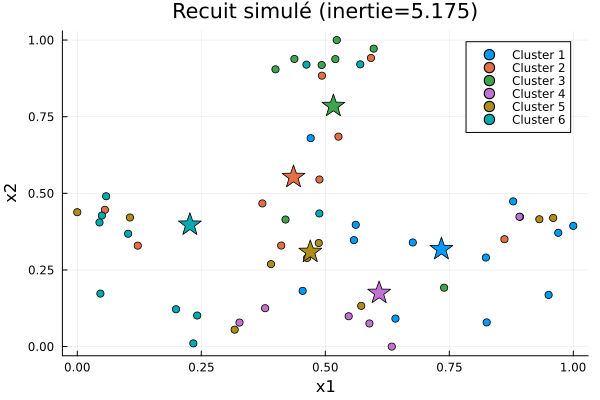 Recuit simulé (inertie=5.175)
1.00
0.75
0.50
0.25
0.00
x2
Cluster 1
Cluster 2
Cluster 3
Cluster 4
Cluster 5
Cluster 6
0.00 0.25 0.50 0.75 1.00
x1